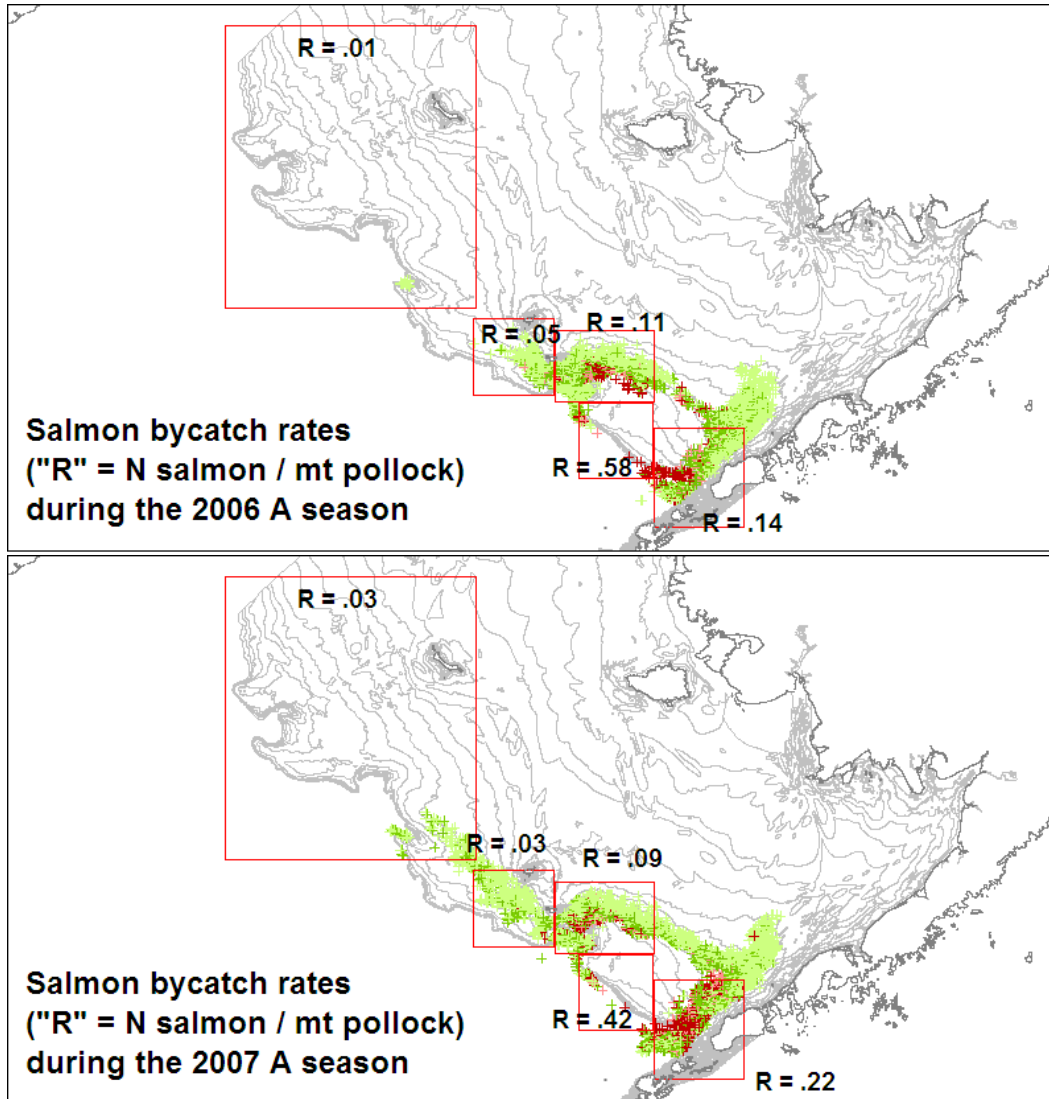 R = .01
R = .05
R = .11
Salmon bycatch rates
("R" = N salmon / mt pollock)
during the 2006 A season
R = .58
R = .14
R = .03
R = .03
R = .09
Salmon bycatch rates
("R" = N salmon / mt pollock)
during the 2007 A season
R = .42
R = .22